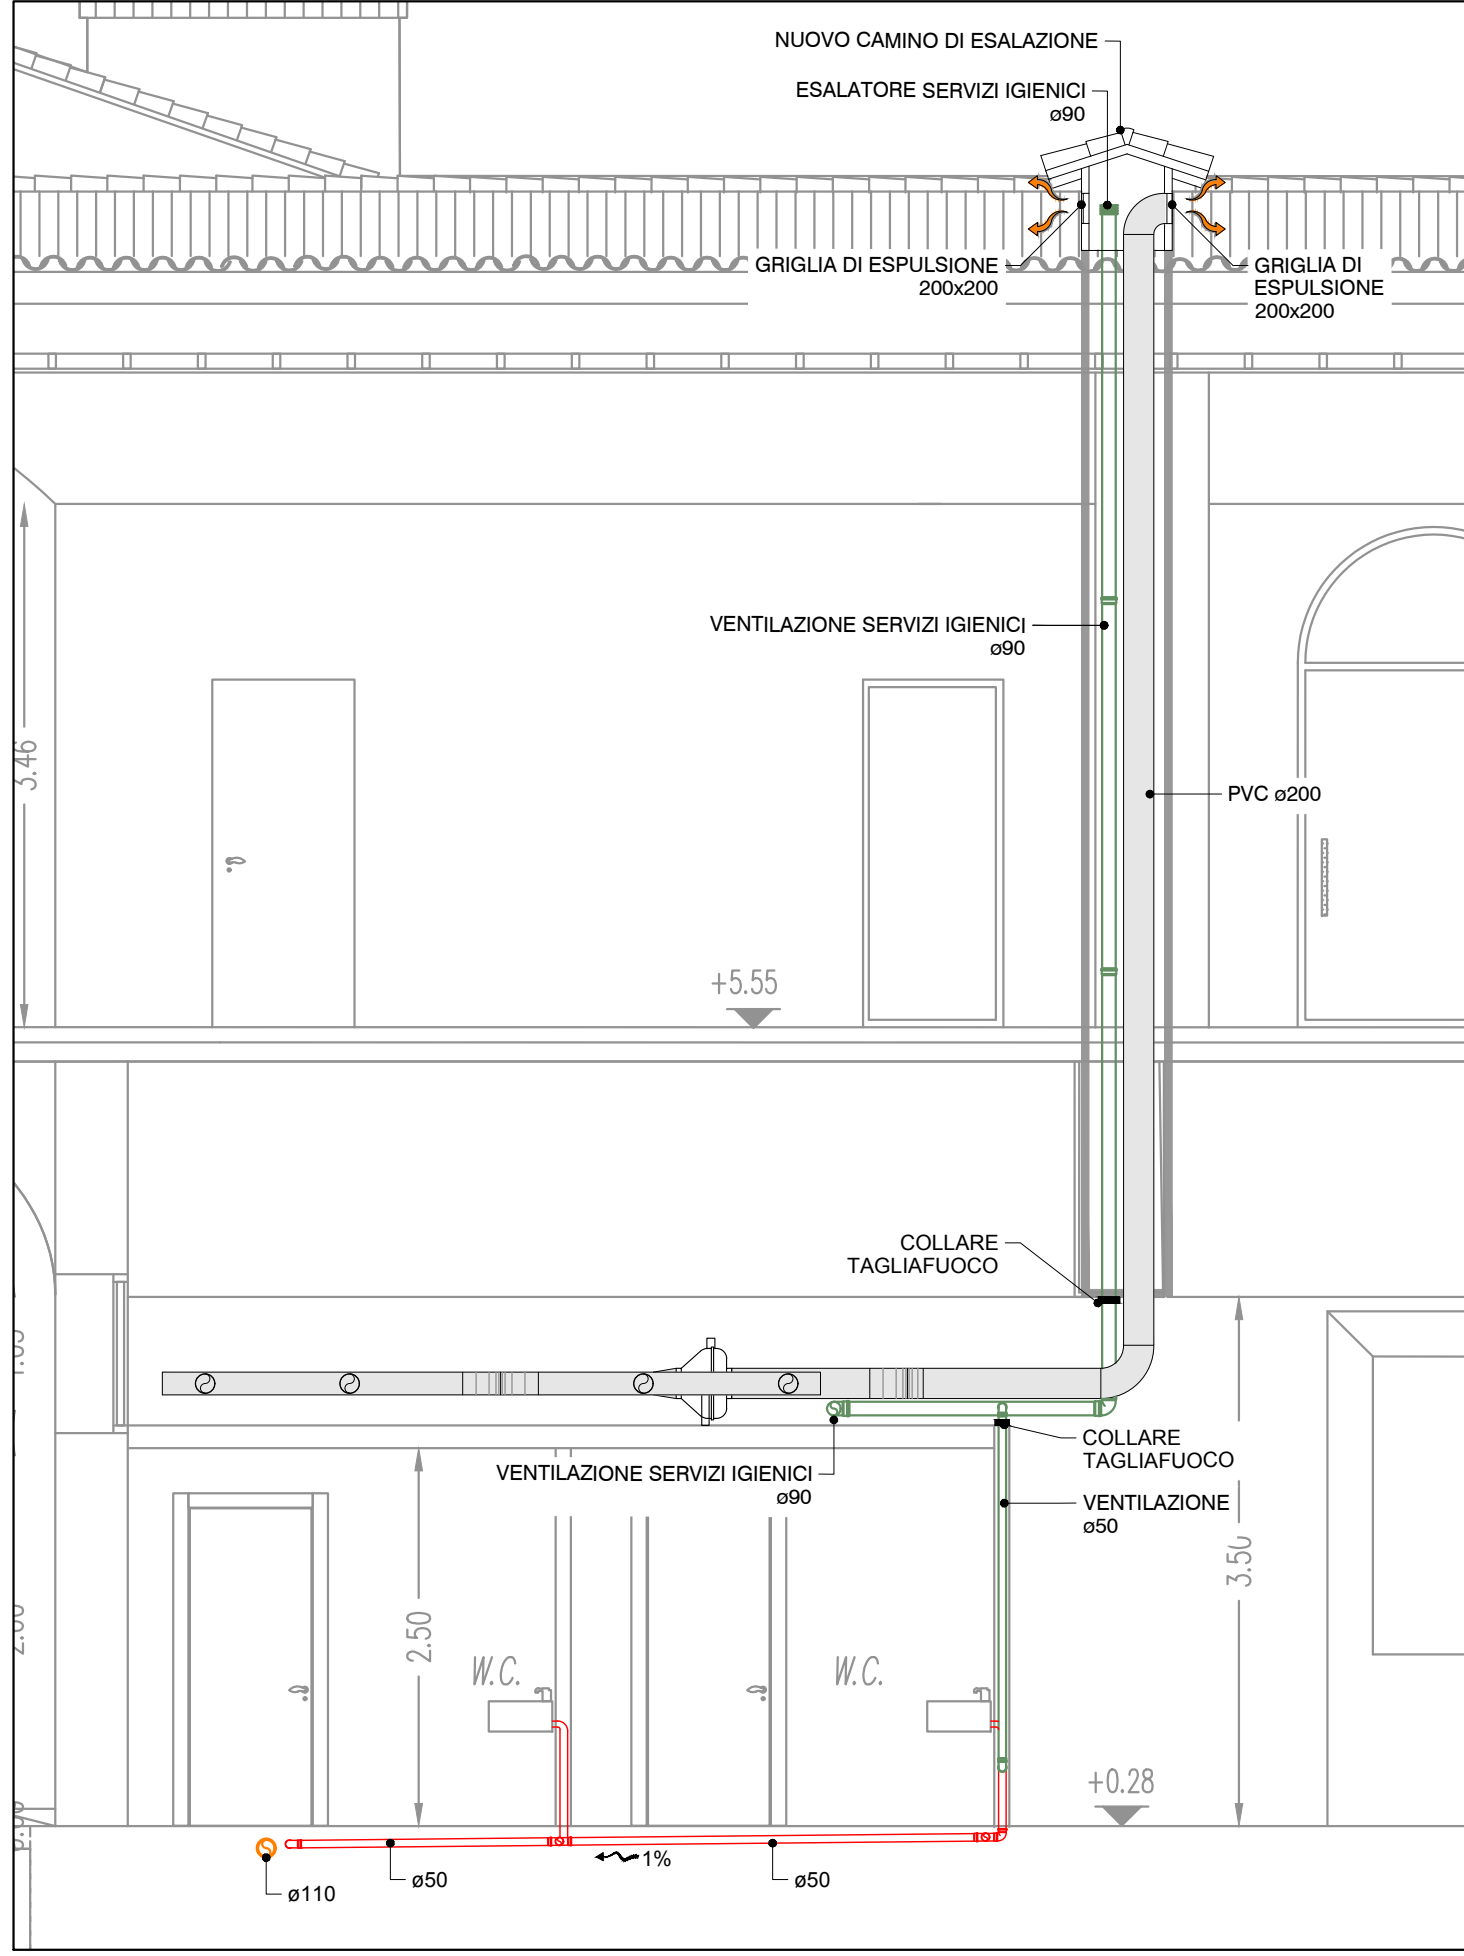 NUOVO CAMINO DI ESALAZIONE
ESALATORE SERVIZI IGIENICI
ø90
GRIGLIA DI ESPULSIONE
200x200
GRIGLIA DI
ESPULSIONE
200x200
VENTILAZIONE SERVIZI IGIENICI
ø90
3.46
PVC ø200
+5.55
COLLARE
TAGLIAFUOCO
COLLARE
TAGLIAFUOCO
VENTILAZIONE SERVIZI IGIENICI
ø90
VENTILAZIONE
ø50
3.50
2.50
W.C.
W.C.
+0.28
1%
ø50
ø50
ø110